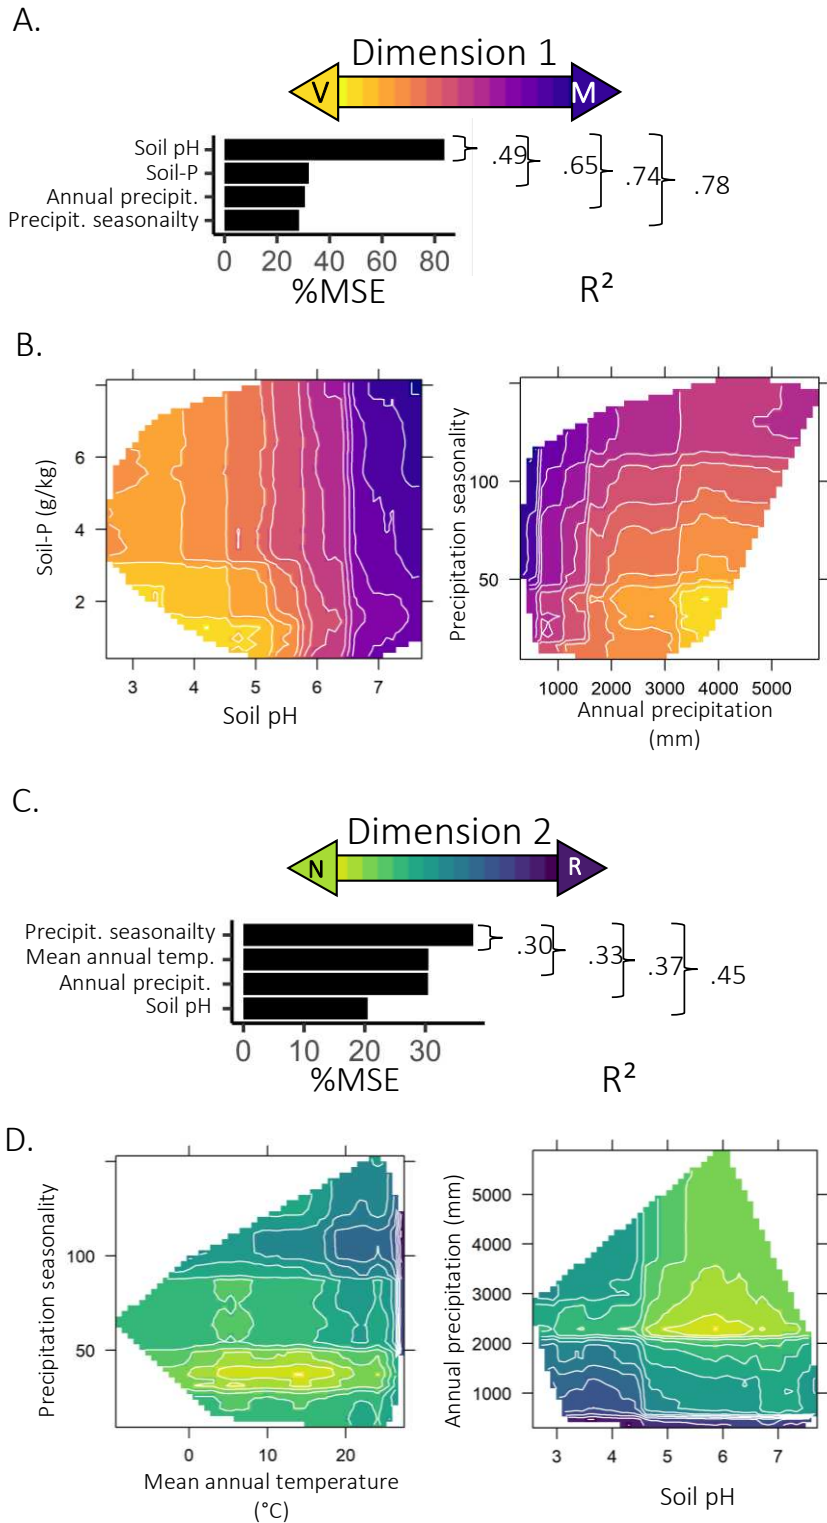 A.
Dimension 1
V M
Soil pH
Soil-P
Annual precipit.
Precipit. seasonailty
.49 .65 .74 .78
0 20 40 60 80
%MSE R²
B.
Soil-P (g/kg)
6
4
2
3 4 5 6 7
Soil pH
Precipitation seasonality
100
50
1000 2000 3000 4000 5000
Annual precipitation
(mm)
C.
Dimension 2
N R
Precipit. seasonailty
Mean annual temp.
Annual precipit.
Soil pH
.30 .33 .37 .45
0 10 20 30
%MSE R²
D.
Precipitation seasonality
100
50
0 10 20
Mean annual temperature
(°C)
Annual precipitation (mm)
5000
4000
3000
2000
1000
3 4 5 6 7
Soil pH